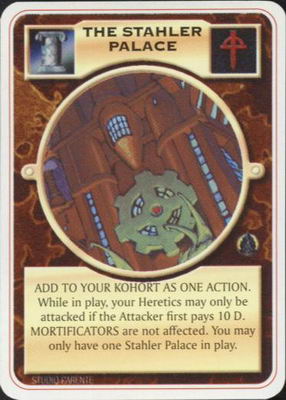 THE STAHLER
PALACE
ADD TO YOUR KOHORT AS ONE ACTION.
While in play, your Heretics may only be
attacked if the Attacker first pays 10 D.
MORTIFICATORS are not affected. You may
only have one Stahler Palace in play.
STUDIO PARENTE